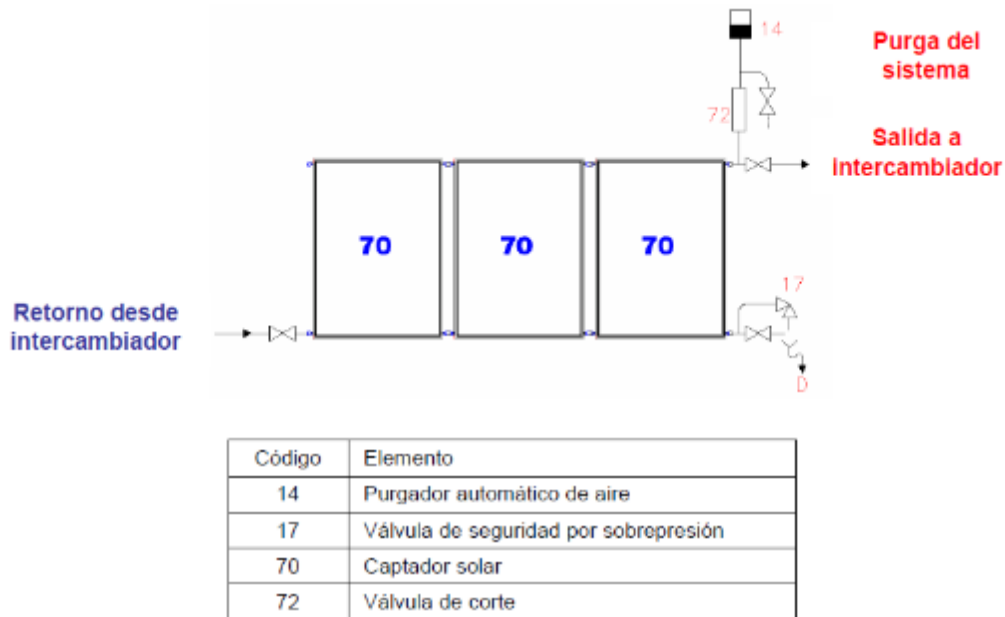 14
Purga del
sistema
72
Salida a
intercambiador
70 70 70
17
Retorno desde
intercambiador
D
Código Elemento
14 Purgador automático de aire
17 Válvula de seguridad por sobrepresión
70 Captador solar
72 Válvula de corte